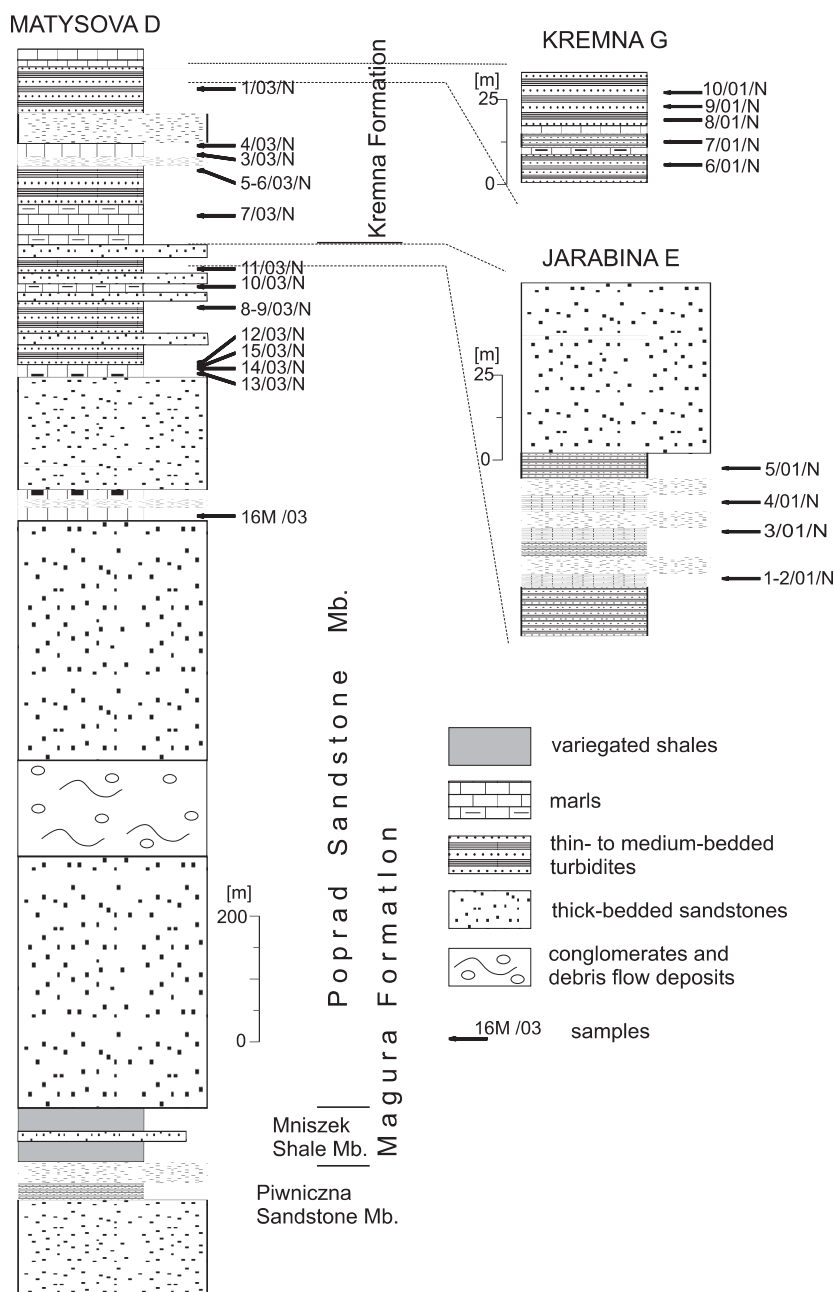 MATYSOVA D
1/03/N
4/03/N
3/03/N
5-6/03/N
7/03/N
11/03/N
10/03/N
8-9/03/N
12/03/N
15/03/N
14/03/N
13/03/N
16M /03
[m]
200
0
Kremna Formation
Poprad Sandstone Mb.
Magura FormatIon
Mniszek
Shale Mb.
Piwniczna
Sandstone Mb.
KREMNA G
[m]
25
0
10/01/N
9/01/N
8/01/N
7/01/N
6/01/N
JARABINA E
[m]
25
0
5/01/N
4/01/N
3/01/N
1-2/01/N
variegated shales
marls
thin- to medium-bedded
turbidites
thick-bedded sandstones
conglomerates and
debris flow deposits
16M /03
samples